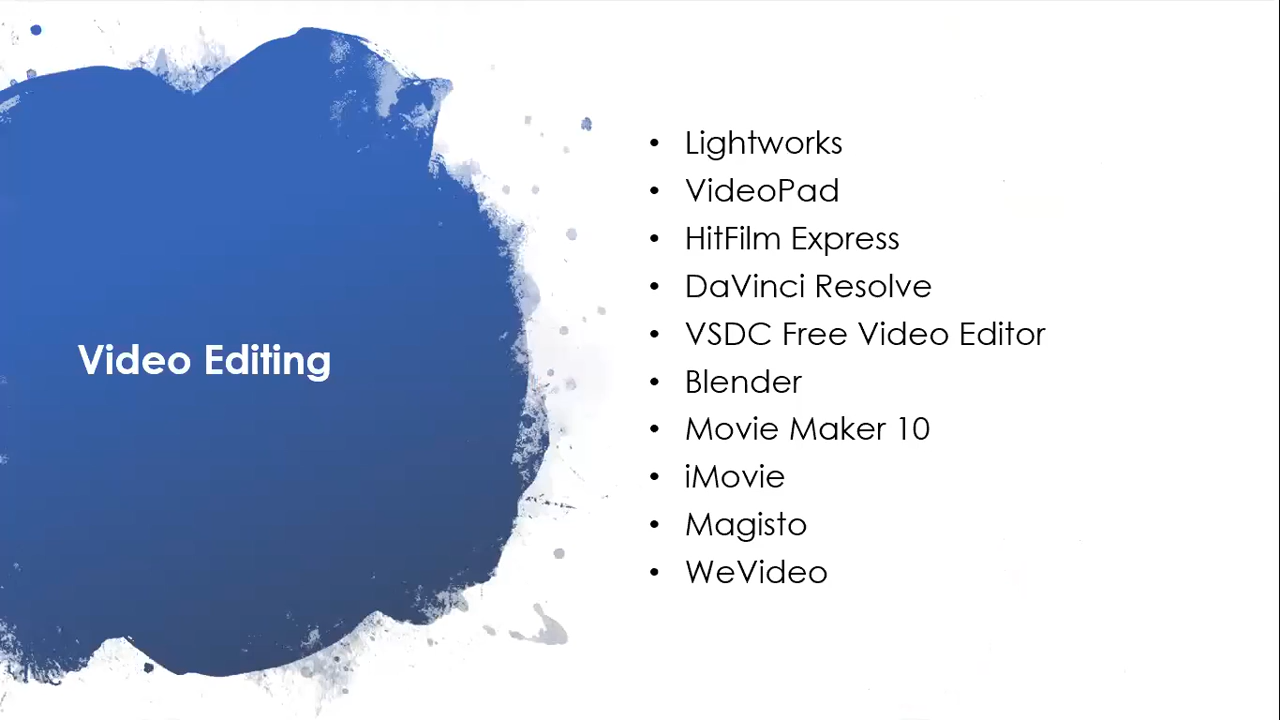 Video Editing
• Lightworks
• VideoPad
• HitFilm Express
• DaVinci Resolve
• VSDC Free Video Editor
• Blender
• Movie Maker 10
• iMovie
• Magisto
• WeVideo